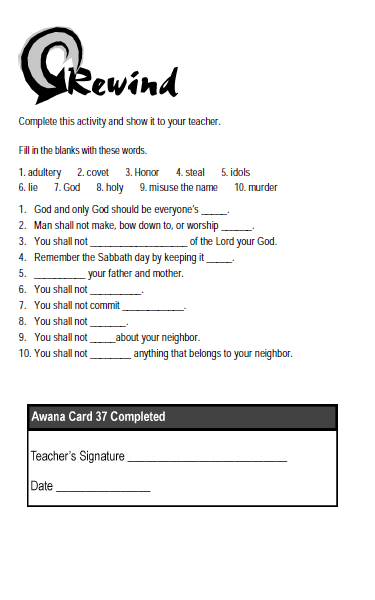 Rewind
Complete this activity and show it to your teacher.
Fill in the blanks with these words.
1. adultery 2. covet 3. Honor 4. steal 5. idols
6. lie 7. God 8. holy 9. misuse the name 10. murder
1. God and only God should be everyone's _____.
2. Man shall not make, bow down to, or worship ______.
3. You shall not ___________________ of the Lord your God.
4. Remember the Sabbath day by keeping it _____.
5. __________ your father and mother.
6. You shall not __________.
7. You shall not commit ____________.
8. You shall not _______.
9. You shall not _____about your neighbor.
10. You shall not ________ anything that belongs to your neighbor.
Awana Card 37 Completed
Teacher's Signature __________________________
Date _______________